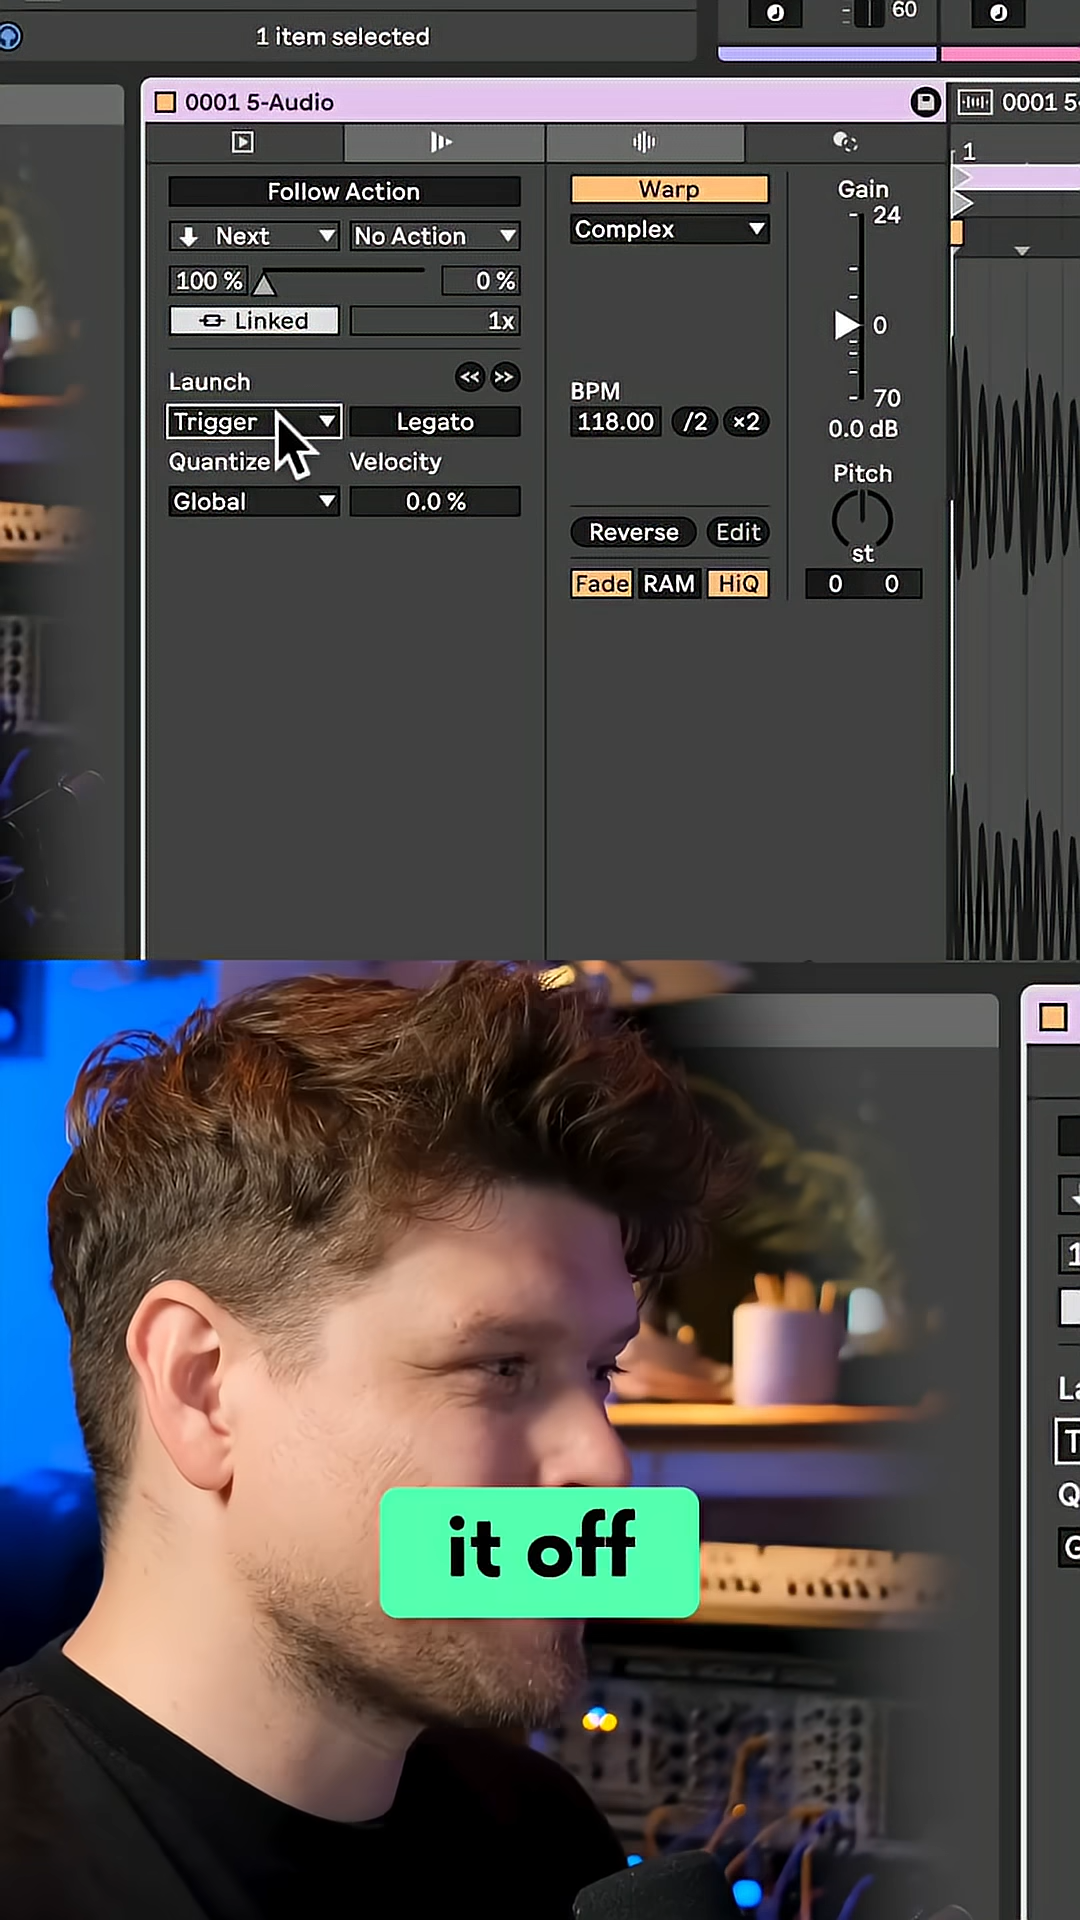 60
1 item selected
0001 5-Audio
0001 5-
1
Follow Action
Warp
Gain
Next
No Action
Complex
24
100 %
0 %
Linked
1x
0
Launch
BPM
70
Trigger
Legato
118.00
/2
×2
0.0 dB
Quantize
Velocity
Pitch
Global
0.0 %
Reverse
Edit
st
Fade
RAM
HiQ
0 0
1
La
T
Q
G
it off